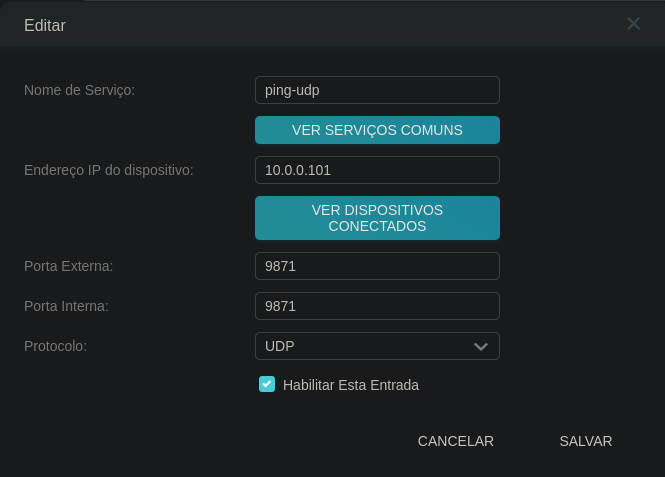 Editar
Nome de Serviço: ping-udp
VER SERVIÇOS COMUNS
Endereço IP do dispositivo: 10.0.0.101
VER DISPOSITIVOS
CONECTADOS
Porta Externa: 9871
Porta Interna: 9871
Protocolo: UDP
Habilitar Esta Entrada
CANCELAR SALVAR